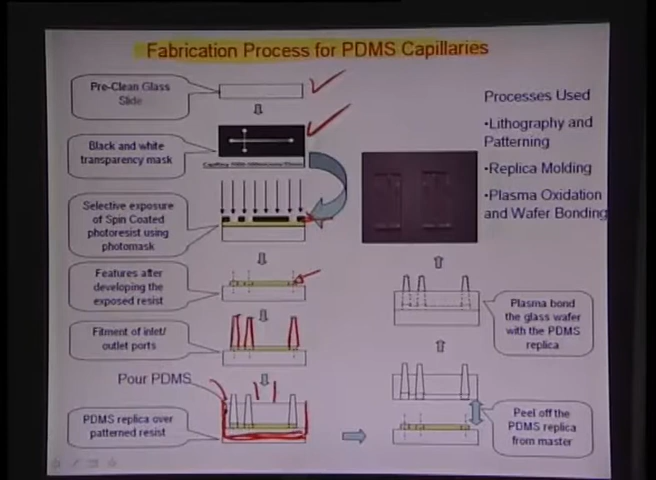 Fabrication Process for PDMS Capillaries
Pre-Clean Glass
Slide
Black and white
transparency mask
Selective exposure
of Spin Coated
photoresist using
photomask
Features after
developing the
exposed resist
Fitment of inlet/
outlet ports
Pour PDMS
PDMS replica over
patterned resist
Processes Used
•Lithography and
Patterning
•Replica Molding
•Plasma Oxidation
and Wafer Bonding
Plasma bond
the glass wafer
with the PDMS
replica
Peel off the
PDMS replica
from master